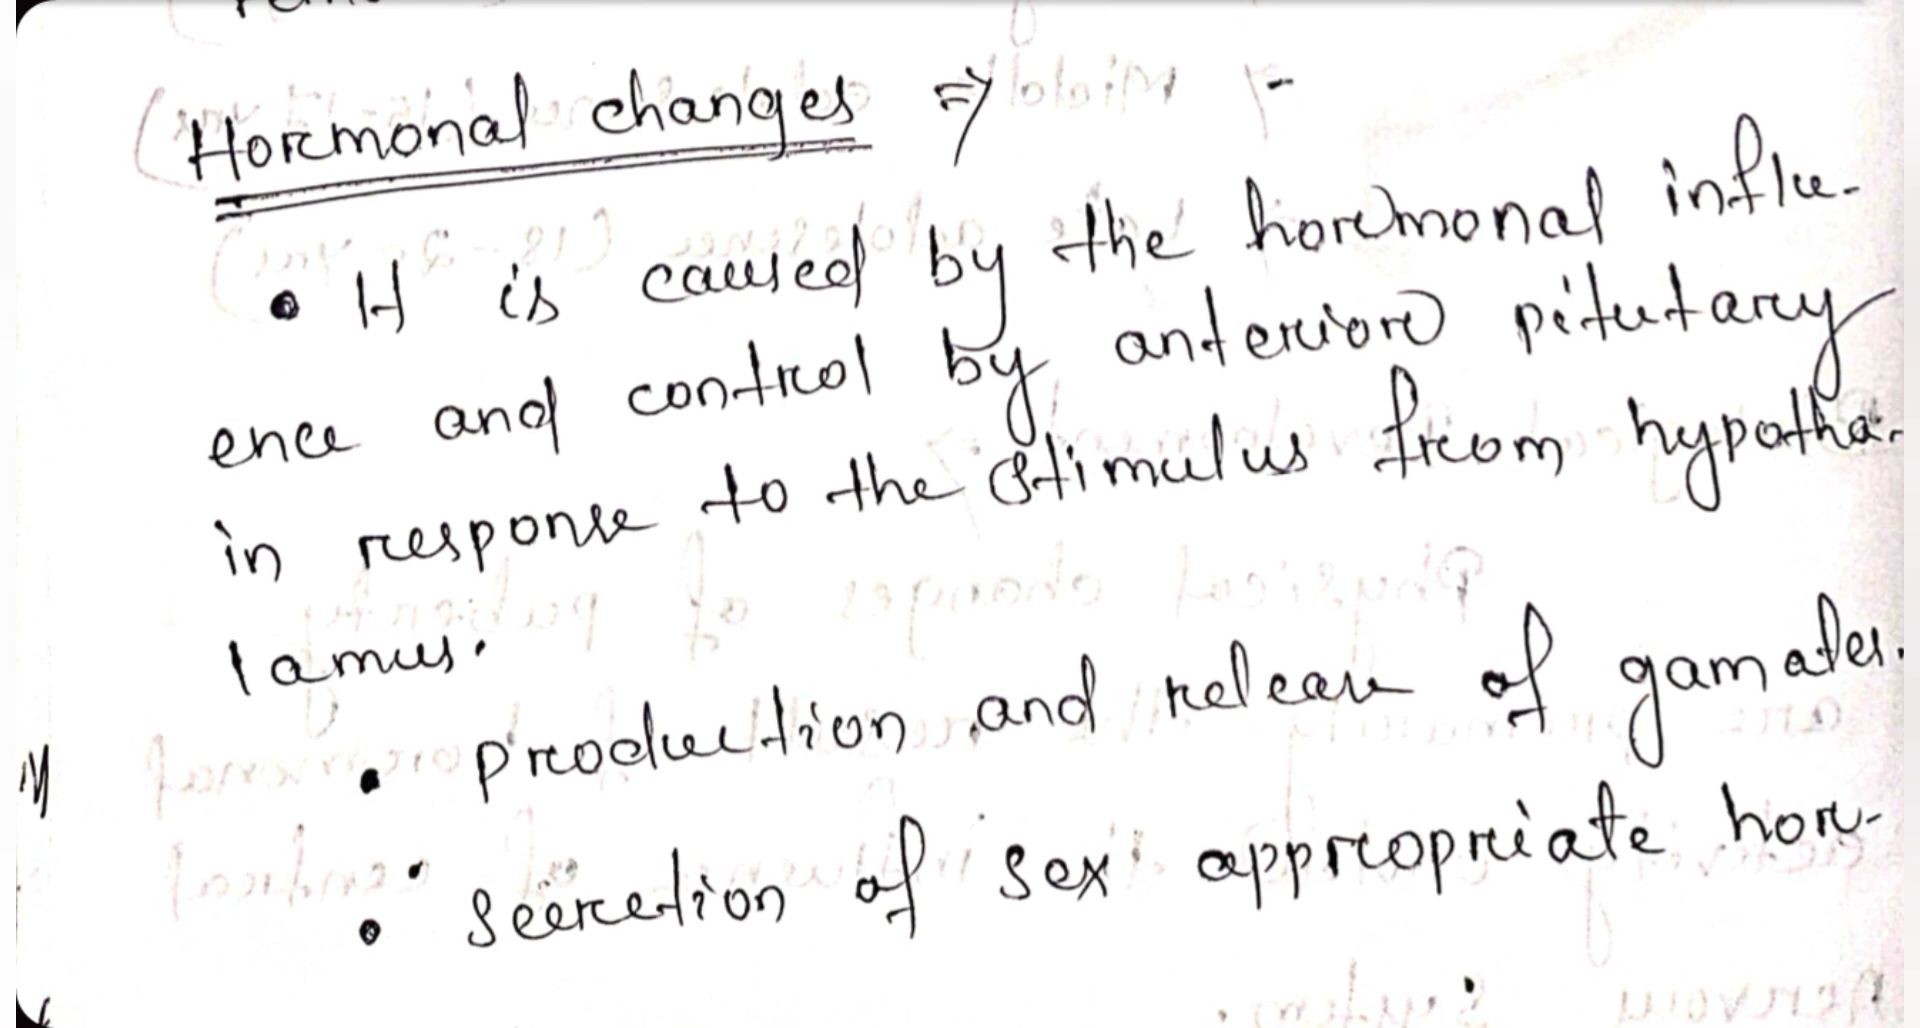 Hormonal changes ⇒
• It is caused by the hormonal influ-
ence and control by anterior pitutary
in response to the stimulus from hypotha-
lamus.
• production and release of gamates.
• secretion of sex appropriate hor-